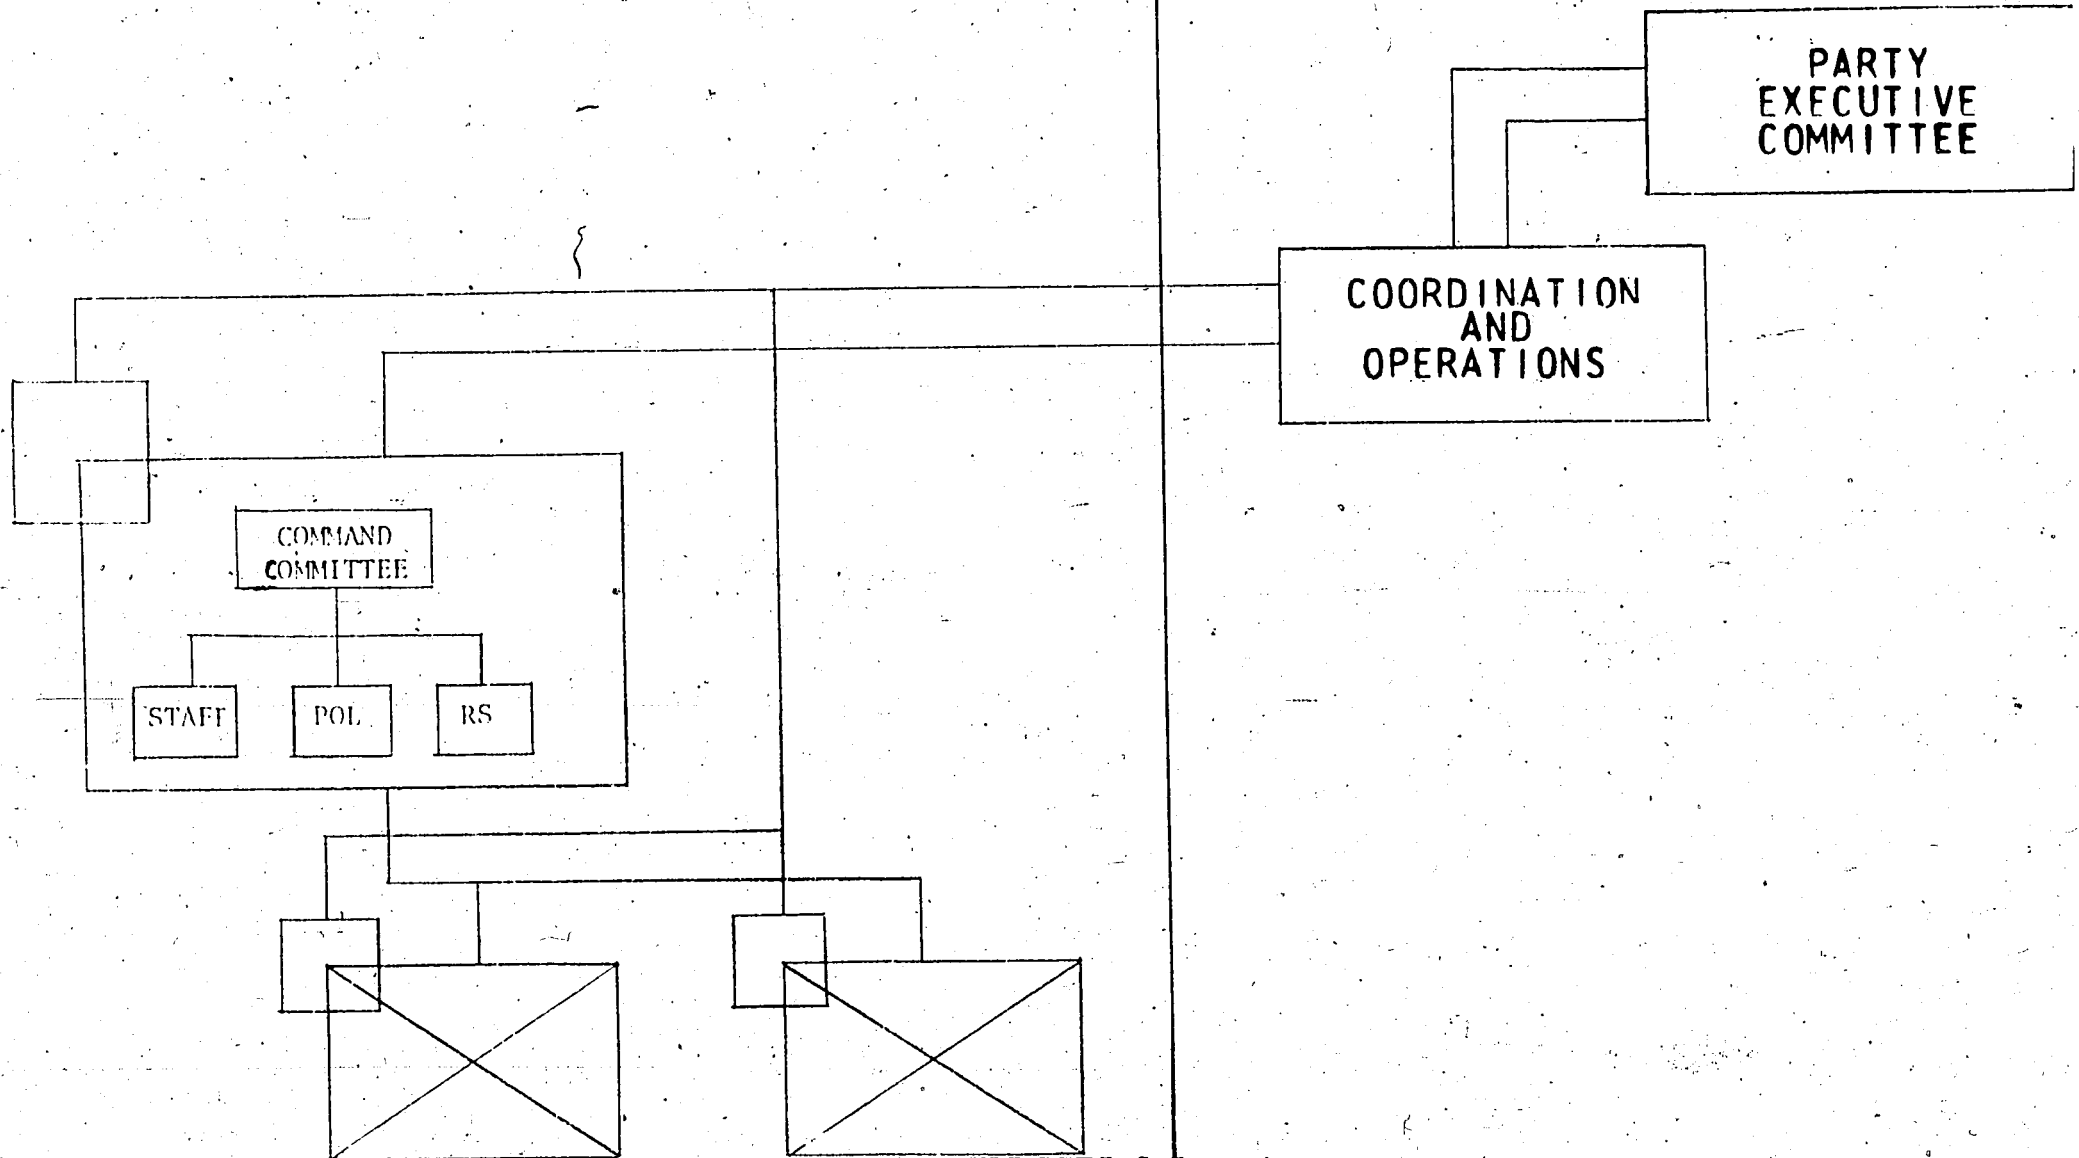 PARTY
EXECUTIVE
COMMITTEE
COORDINATION
AND
OPERATIONS
COMMAND
COMMITTEE
STAFF
POL
RS